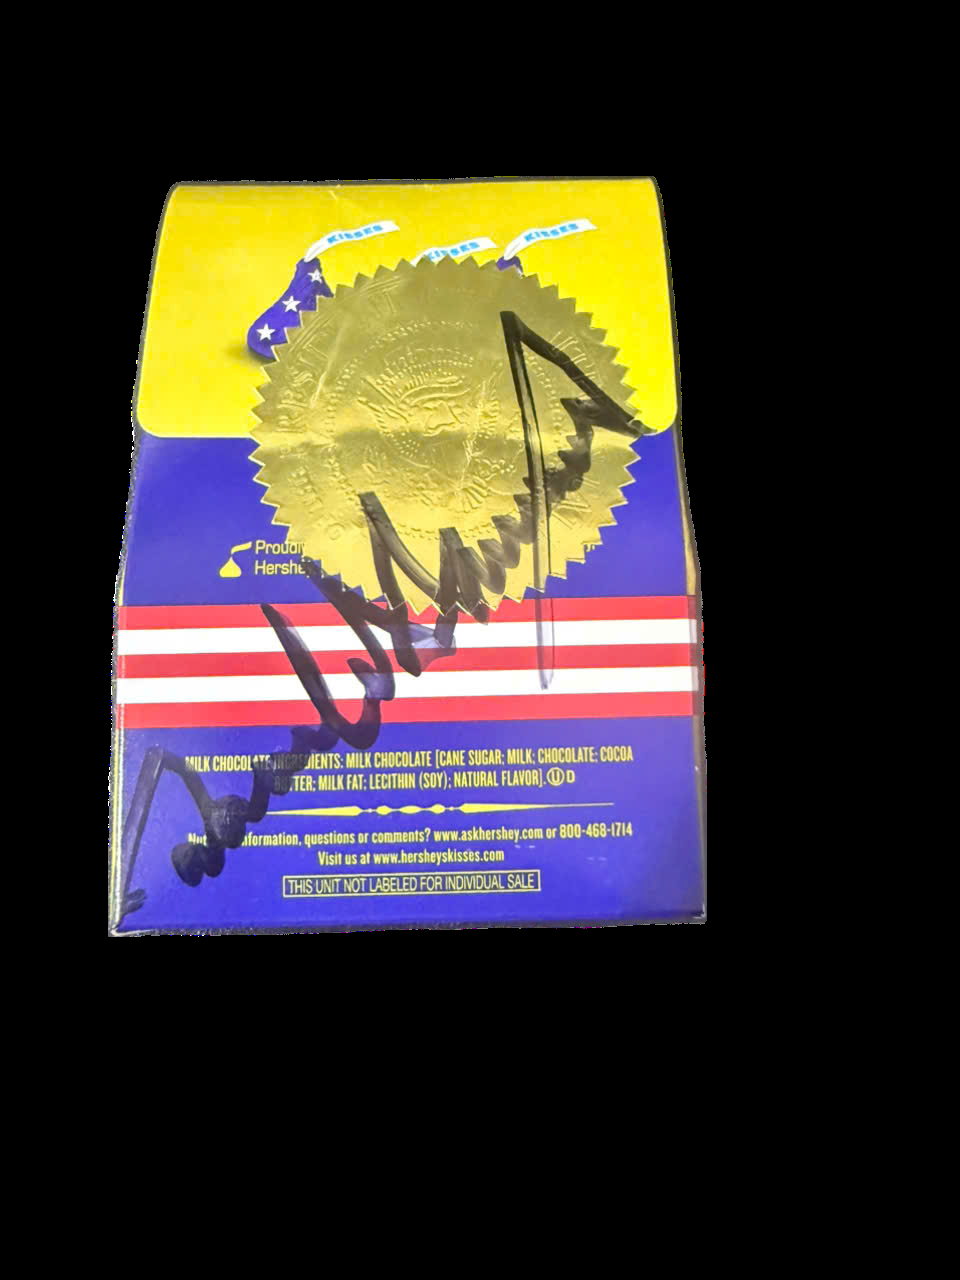 KISSES
KISSES
KISSES
Proudly
Hershey
MILK CHOCOLATE INGREDIENTS: MILK CHOCOLATE [CANE SUGAR; MILK; CHOCOLATE; COCOA
BUTTER; MILK FAT; LECITHIN (SOY); NATURAL FLAVOR]. U D
information, questions or comments? www.askhershey.com or 800-468-1714
Visit us at www.hersheyskisses.com
THIS UNIT NOT LABELED FOR INDIVIDUAL SALE